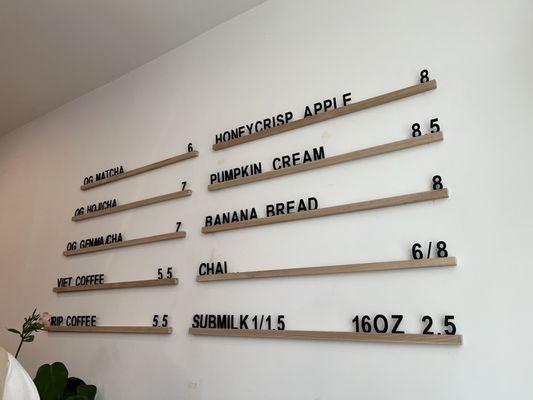 OG MATCHA 6
OG HOJICHA 7
OG GENMAICHA 7
VIET COFFEE 5.5
DRIP COFFEE 5.5
HONEYCRISP APPLE 8
PUMPKIN CREAM 8.5
BANANA BREAD 8
CHAI 6/8
SUBMILK 1/1.5 16OZ 2.5